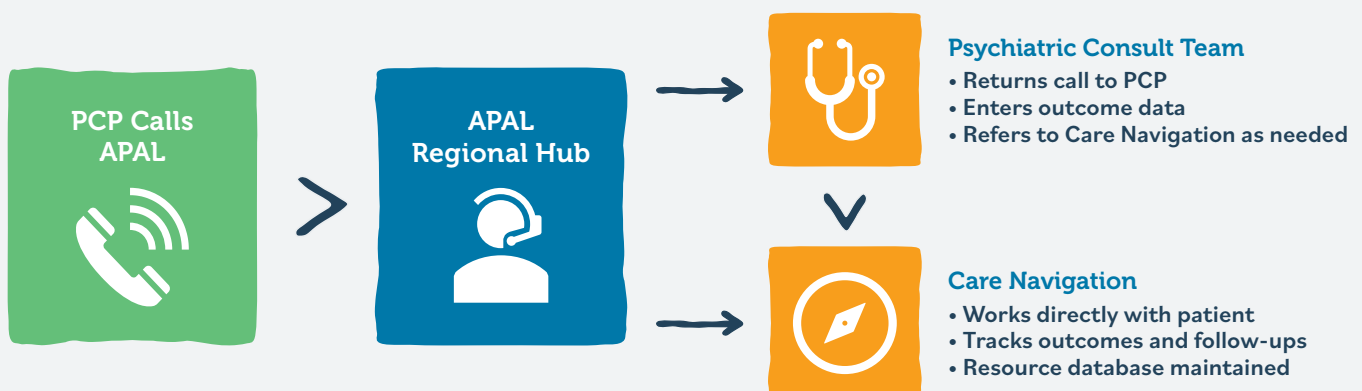 PCP Calls
APAL
APAL
Regional Hub
Psychiatric Consult Team
• Returns call to PCP
• Enters outcome data
• Refers to Care Navigation as needed
Care Navigation
• Works directly with patient
• Tracks outcomes and follow-ups
• Resource database maintained